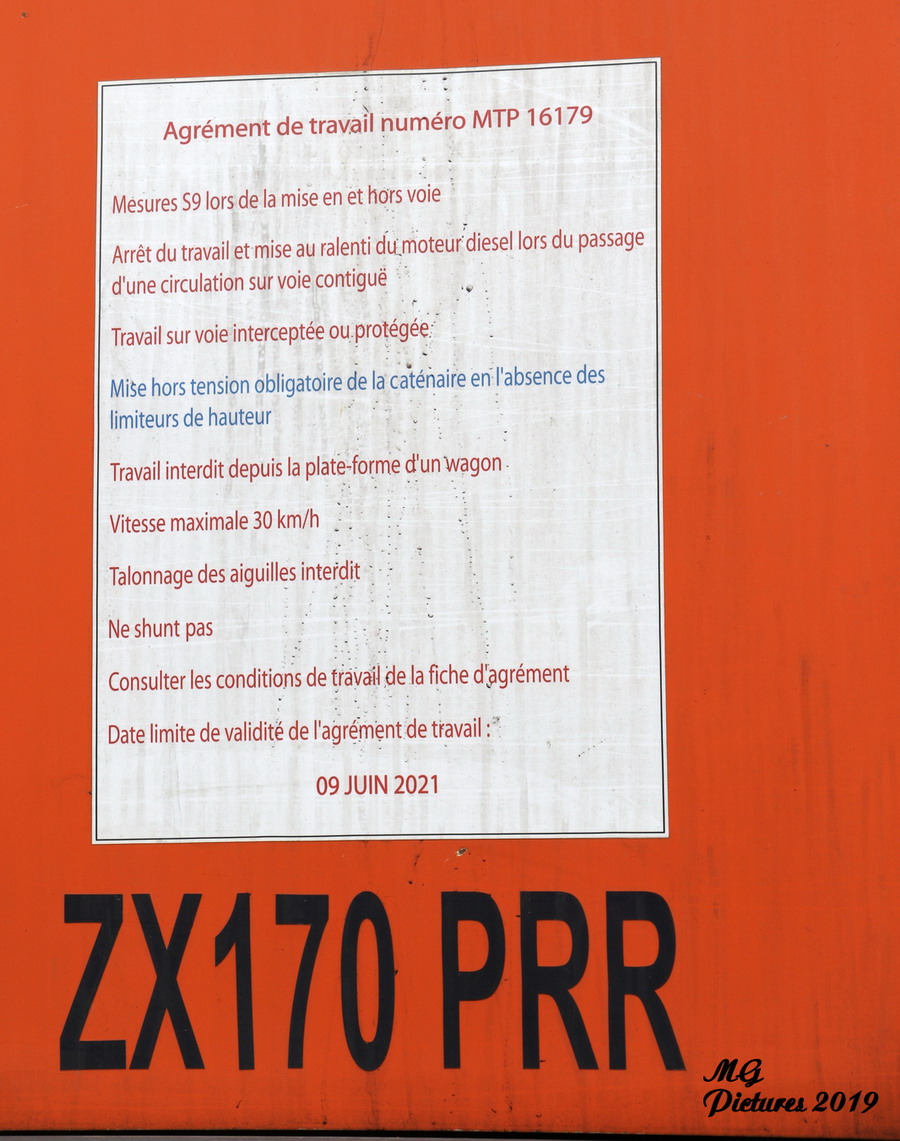 Agrément de travail numéro MTP 16179
Mesures S9 lors de la mise en et hors voie
Arrêt du travail et mise au ralenti du moteur diesel lors du passage
d'une circulation sur voie contiguë
Travail sur voie interceptée ou protégée
Mise hors tension obligatoire de la caténaire en l'absence des
limiteurs de hauteur
Travail interdit depuis la plate-forme d'un wagon
Vitesse maximale 30 km/h
Talonnage des aiguilles interdit
Ne shunt pas
Consulter les conditions de travail de la fiche d'agrément
Date limite de validité de l'agrément de travail :
09 JUIN 2021
ZX170 PRR
MG
Pictures 2019